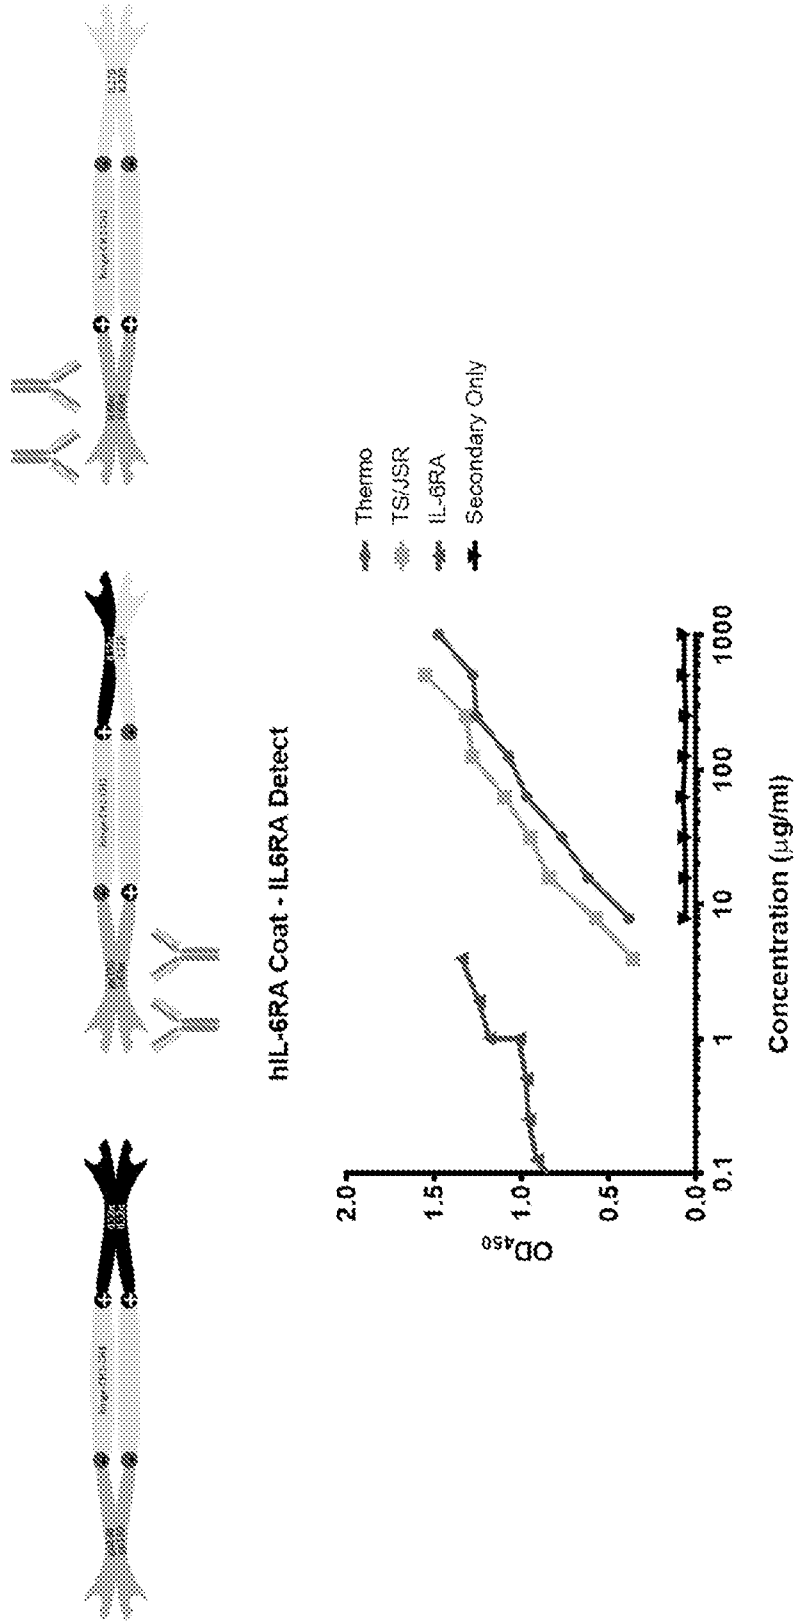 hIL-6RA Coat - IL6RA Detect
Thermo
TS/JSR
IL-6RA
Secondary Only
2.0
1.5
1.0
0.5
0.0
OD450
0.1
1
10
100
1000
Concentration (µg/ml)